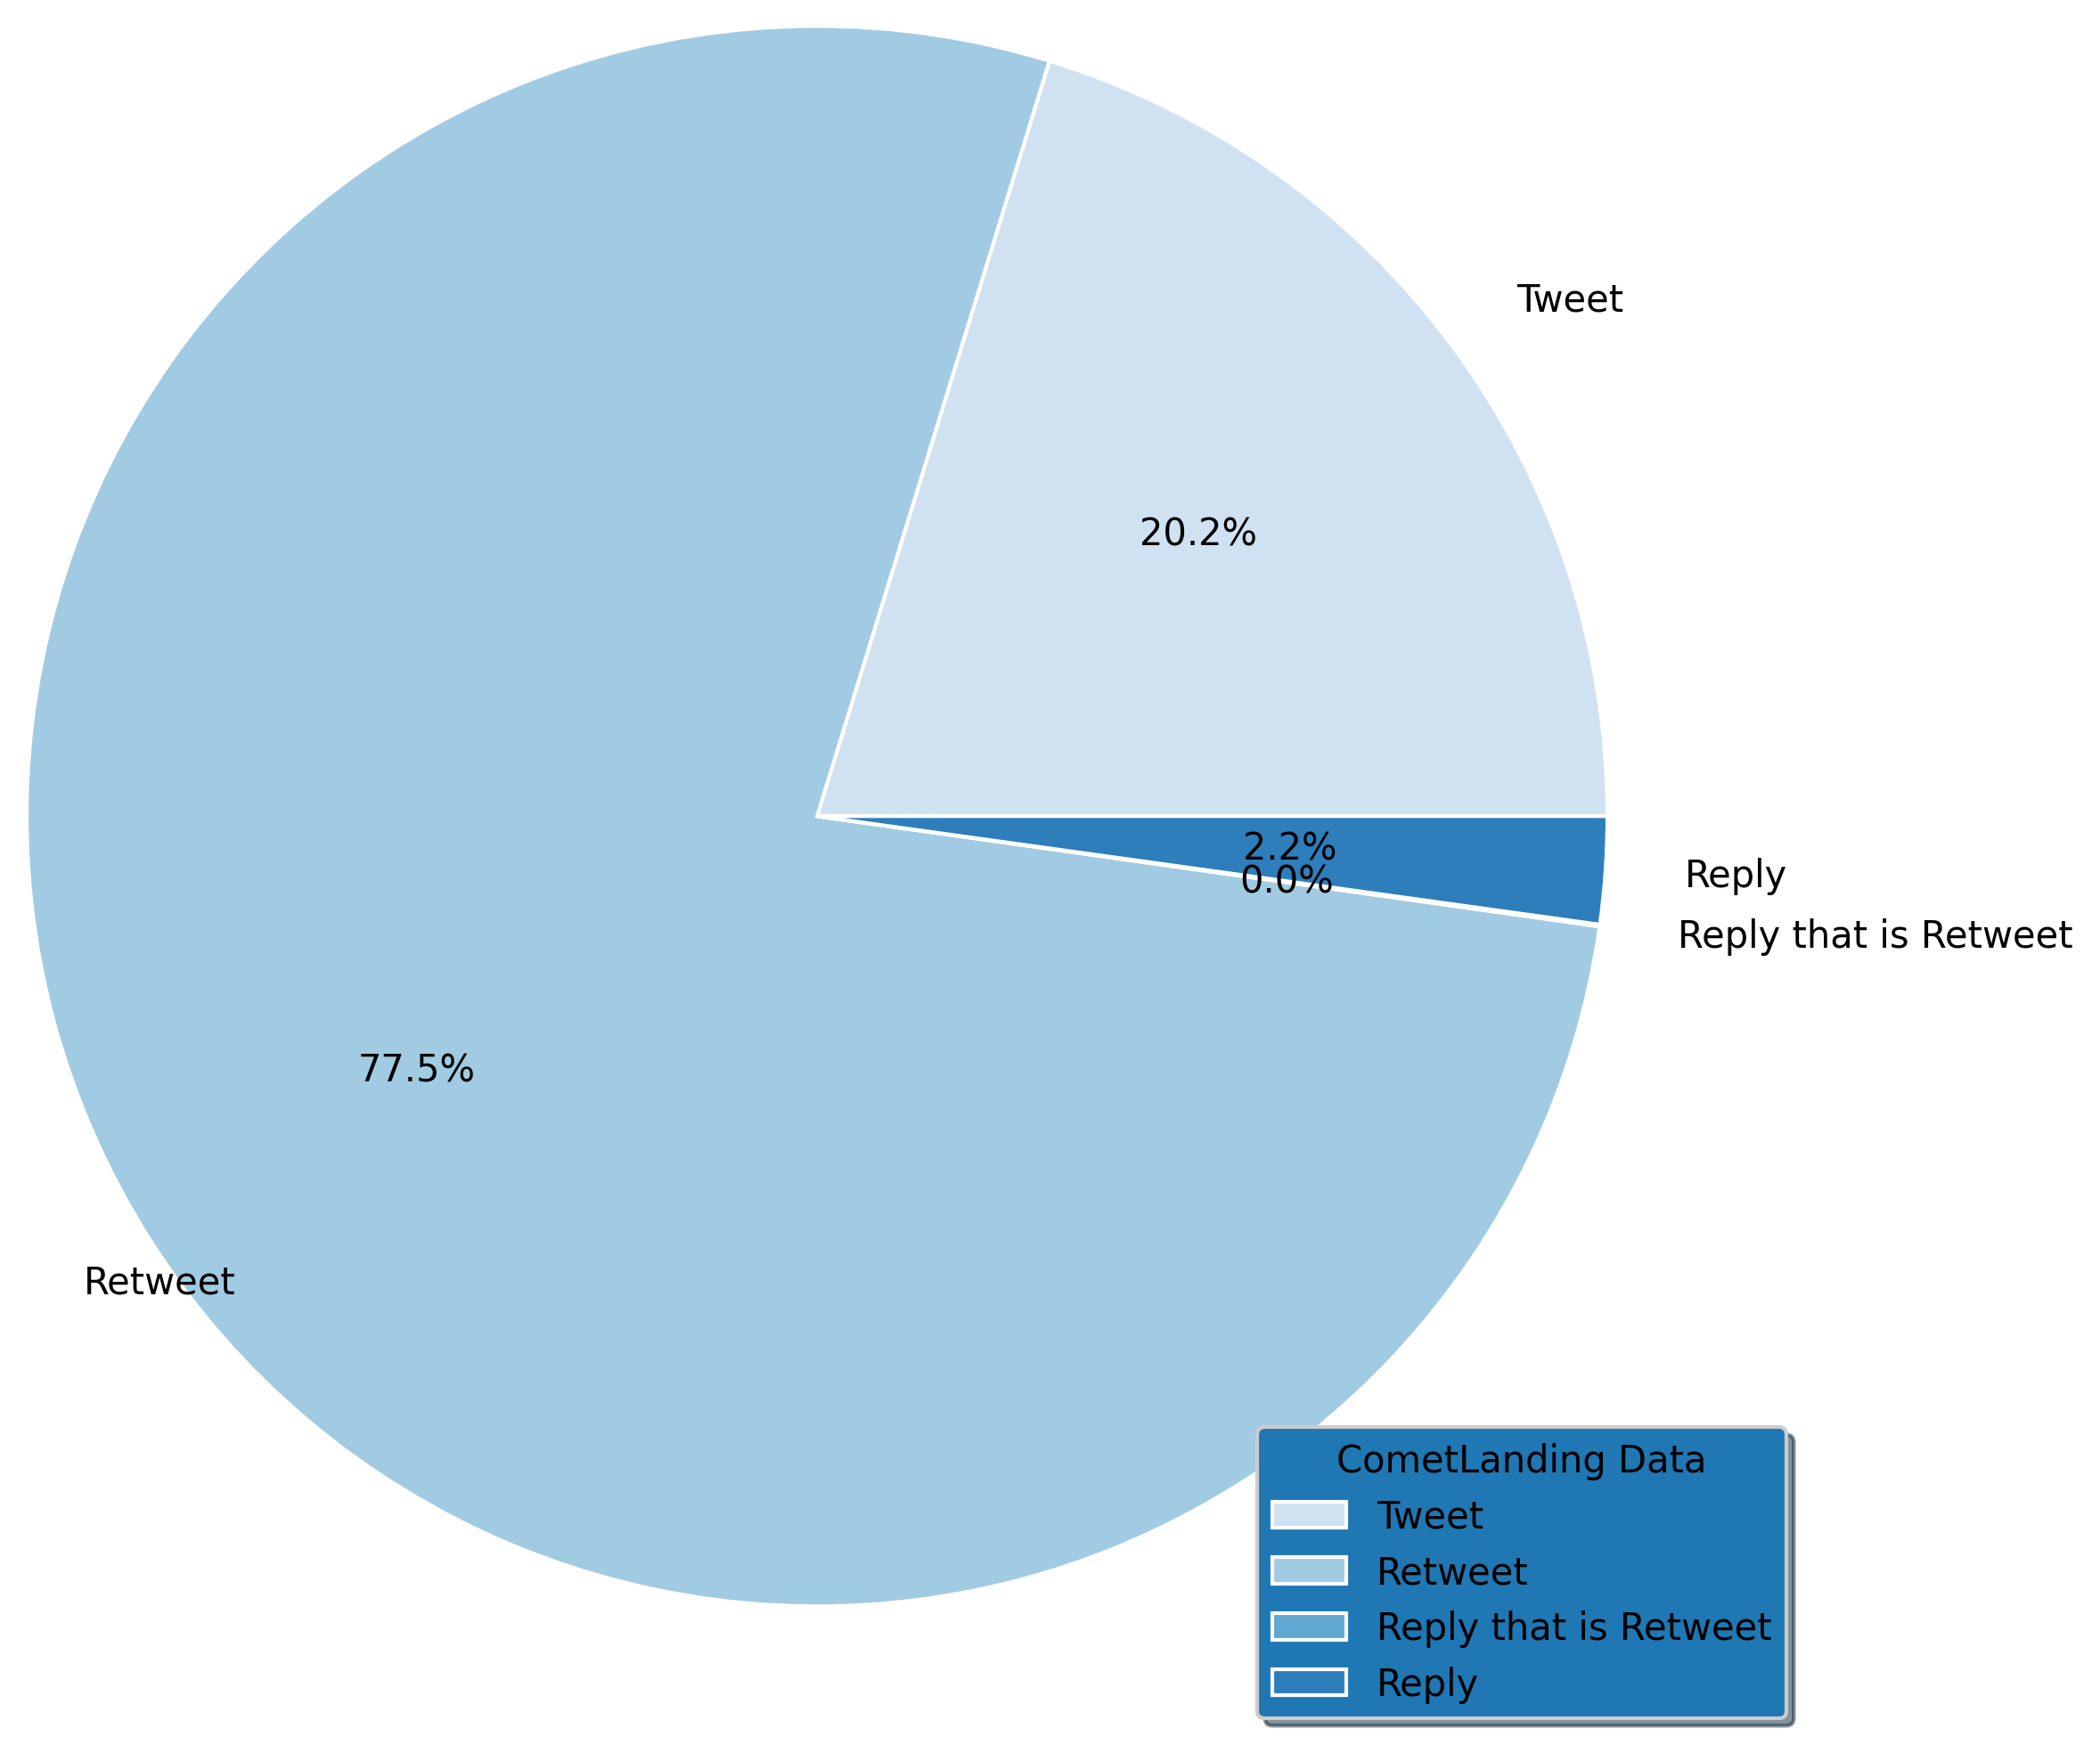 Tweet
20.2%
2.2%
0.0%
Reply
Reply that is Retweet
77.5%
Retweet
CometLanding Data
Tweet
Retweet
Reply that is Retweet
Reply